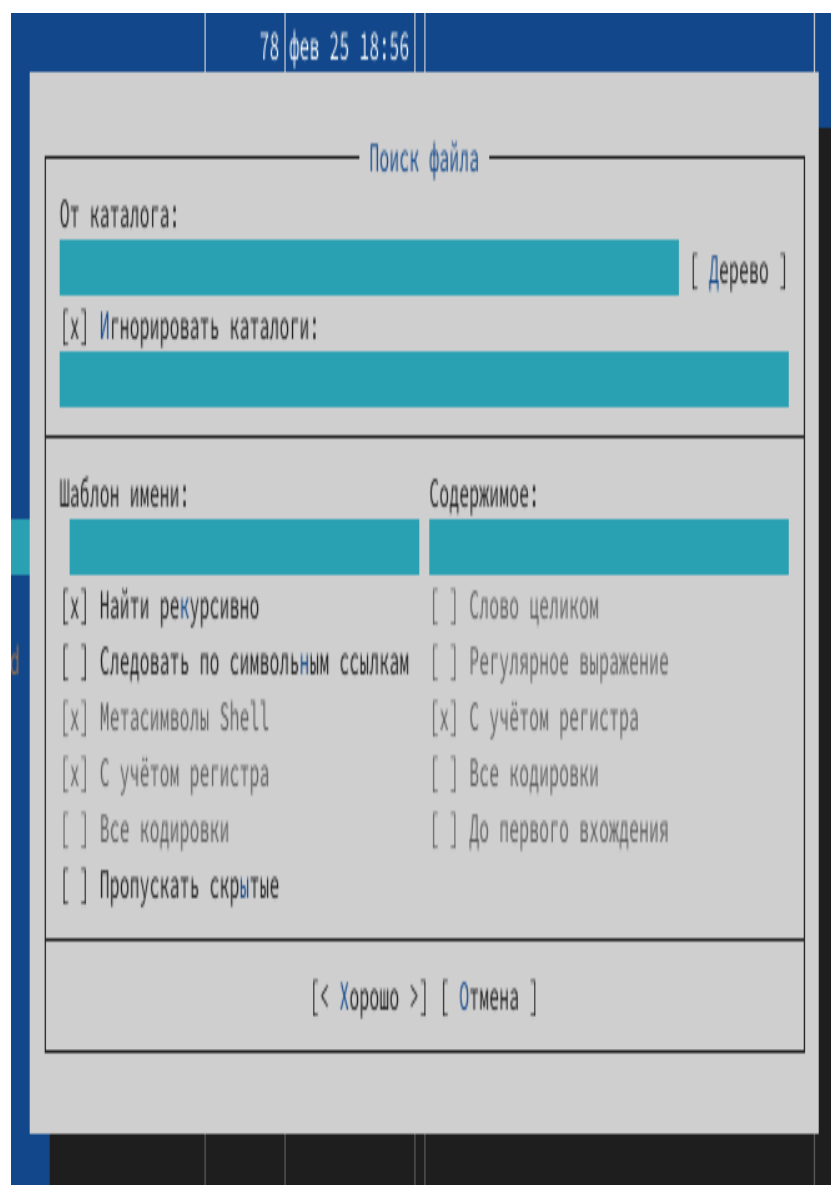 78 фев 25 18:56
Поиск файла
От каталога:
[ Дерево ]
[x] Игнорировать каталоги:
Шаблон имени: Содержимое:
[x] Найти рекурсивно [ ] Слово целиком
[ ] Следовать по символьным ссылкам [ ] Регулярное выражение
[x] Метасимволы Shell [x] С учётом регистра
[x] С учётом регистра [ ] Все кодировки
[ ] Все кодировки [ ] До первого вхождения
[ ] Пропускать скрытые
[< Хорошо >] [ Отмена ]
d